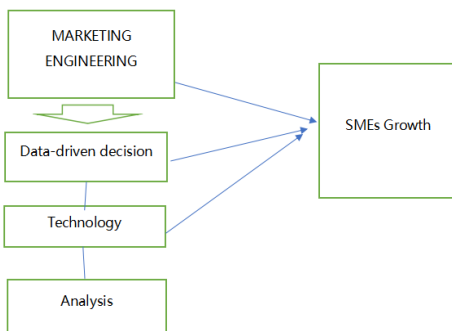 MARKETING
ENGINEERING
SMEs Growth
Data-driven decision
Technology
Analysis